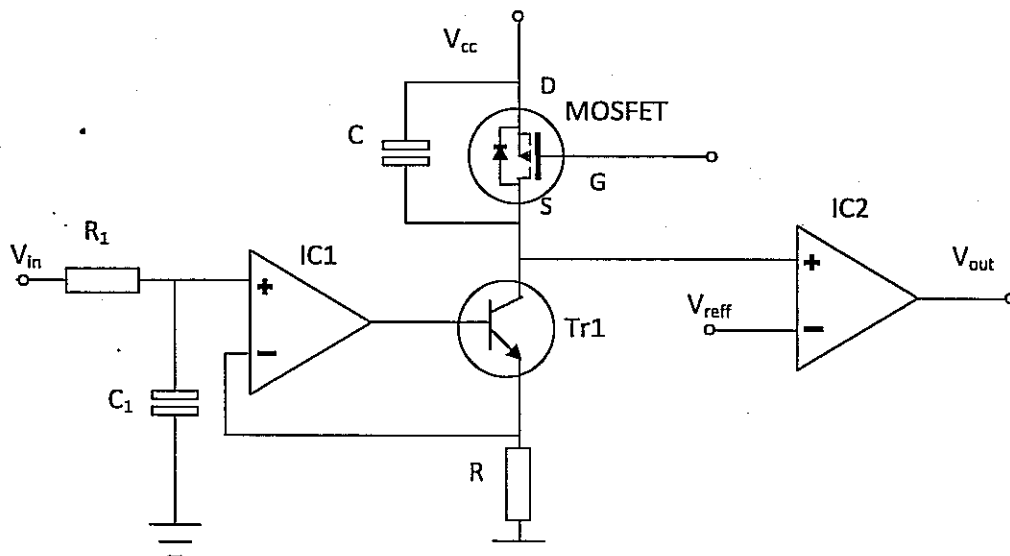 Vcc
D
MOSFET
C
G
S
IC2
R1
IC1
Vin
+
+
Vout
Vreff
Tr1
−
−
C1
R